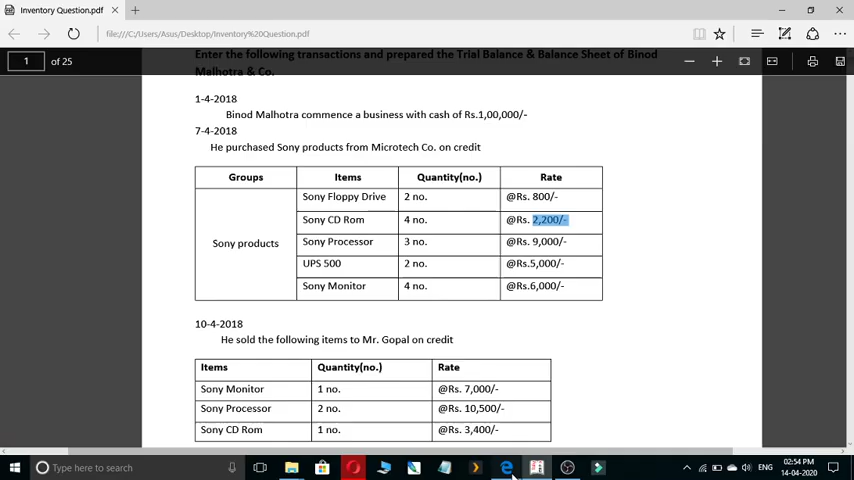 Inventory Question.pdf
file:///C:/Users/Asus/Desktop/Inventory%20Question.pdf
1 of 25
Enter the following transactions and prepared the Trial Balance & Balance Sheet of Binod
Malhotra & Co.
1-4-2018
Binod Malhotra commence a business with cash of Rs.1,00,000/-
7-4-2018
He purchased Sony products from Microtech Co. on credit
Groups Items Quantity(no.) Rate
Sony Floppy Drive 2 no. @Rs. 800/-
Sony CD Rom 4 no. @Rs. 2,200/-
Sony products Sony Processor 3 no. @Rs. 9,000/-
UPS 500 2 no. @Rs.5,000/-
Sony Monitor 4 no. @Rs.6,000/-
10-4-2018
He sold the following items to Mr. Gopal on credit
Items Quantity(no.) Rate
Sony Monitor 1 no. @Rs. 7,000/-
Sony Processor 2 no. @Rs. 10,500/-
Sony CD Rom 1 no. @Rs. 3,400/-
Type here to search
ENG
02:54 PM
14-04-2020